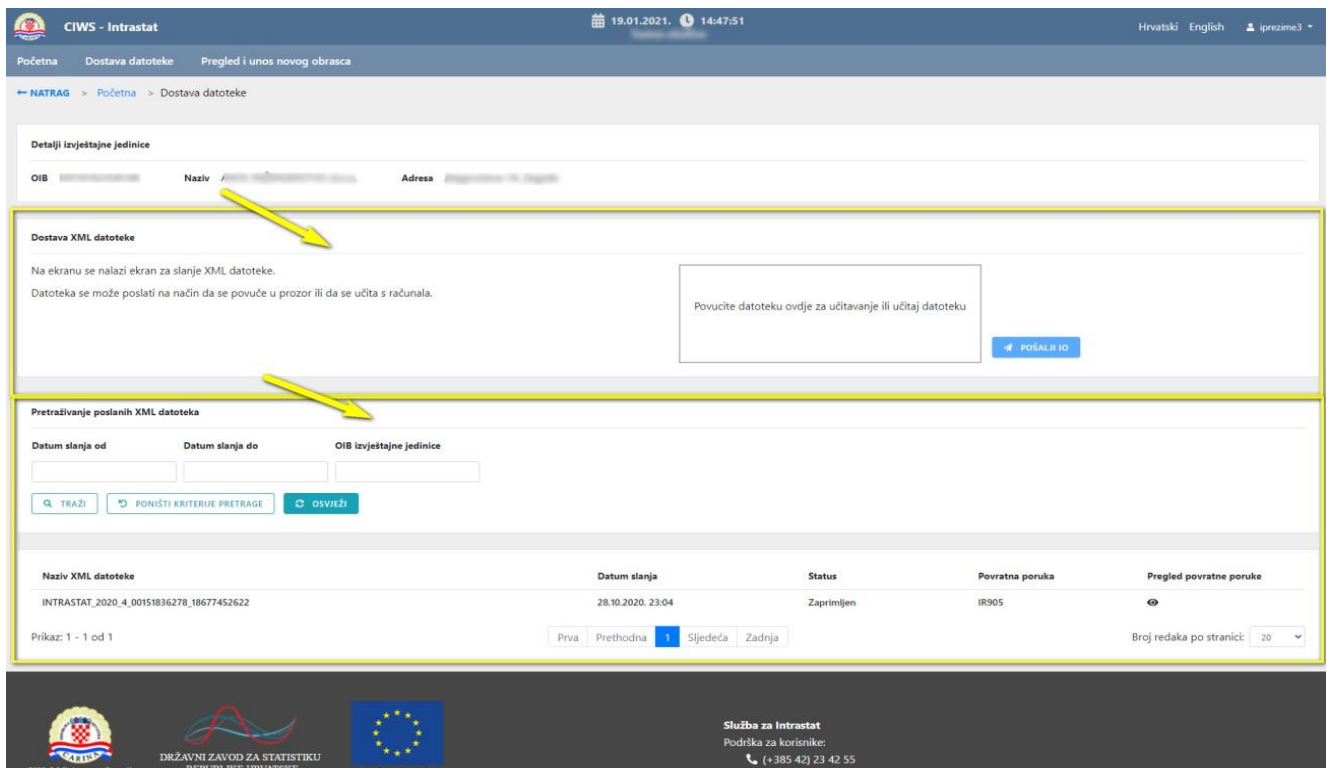 CIWS - Intrastat
19.01.2021. 14:47:51
Hrvatski English iprezime3
Početna Dostava datoteke Pregled i unos novog obrasca
NATRAG > Početna > Dostava datoteke
Detalji izvještajne jedinice
OIB Naziv Adresa
Dostava XML datoteke
Na ekranu se nalazi ekran za slanje XML datoteke.
Datoteka se može poslati na način da se povuče u prozor ili da se učita s računala.
Povucite datoteku ovdje za učitavanje ili učitaj datoteku
POŠALJI IO
Pretraživanje poslanih XML datoteka
Datum slanja od Datum slanja do OIB izvještajne jedinice
TRAŽI PONIŠTI KRITERIJE PRETRAGE OSVJEŽI
Naziv XML datoteke Datum slanja Status Povratna poruka Pregled povratne poruke
INTRASTAT_2020_4_00151836278_18677452622 28.10.2020. 23:04 Zaprimljen IR905
Prikaz: 1 - 1 od 1 Prva Prethodna 1 Sljedeća Zadnja Broj redaka po stranici: 20
CARINA
DRŽAVNI ZAVOD ZA STATISTIKU
REPUBLIKE HRVATSKE
Služba za Intrastat
Podrška za korisnike:
(+385 42) 23 42 55